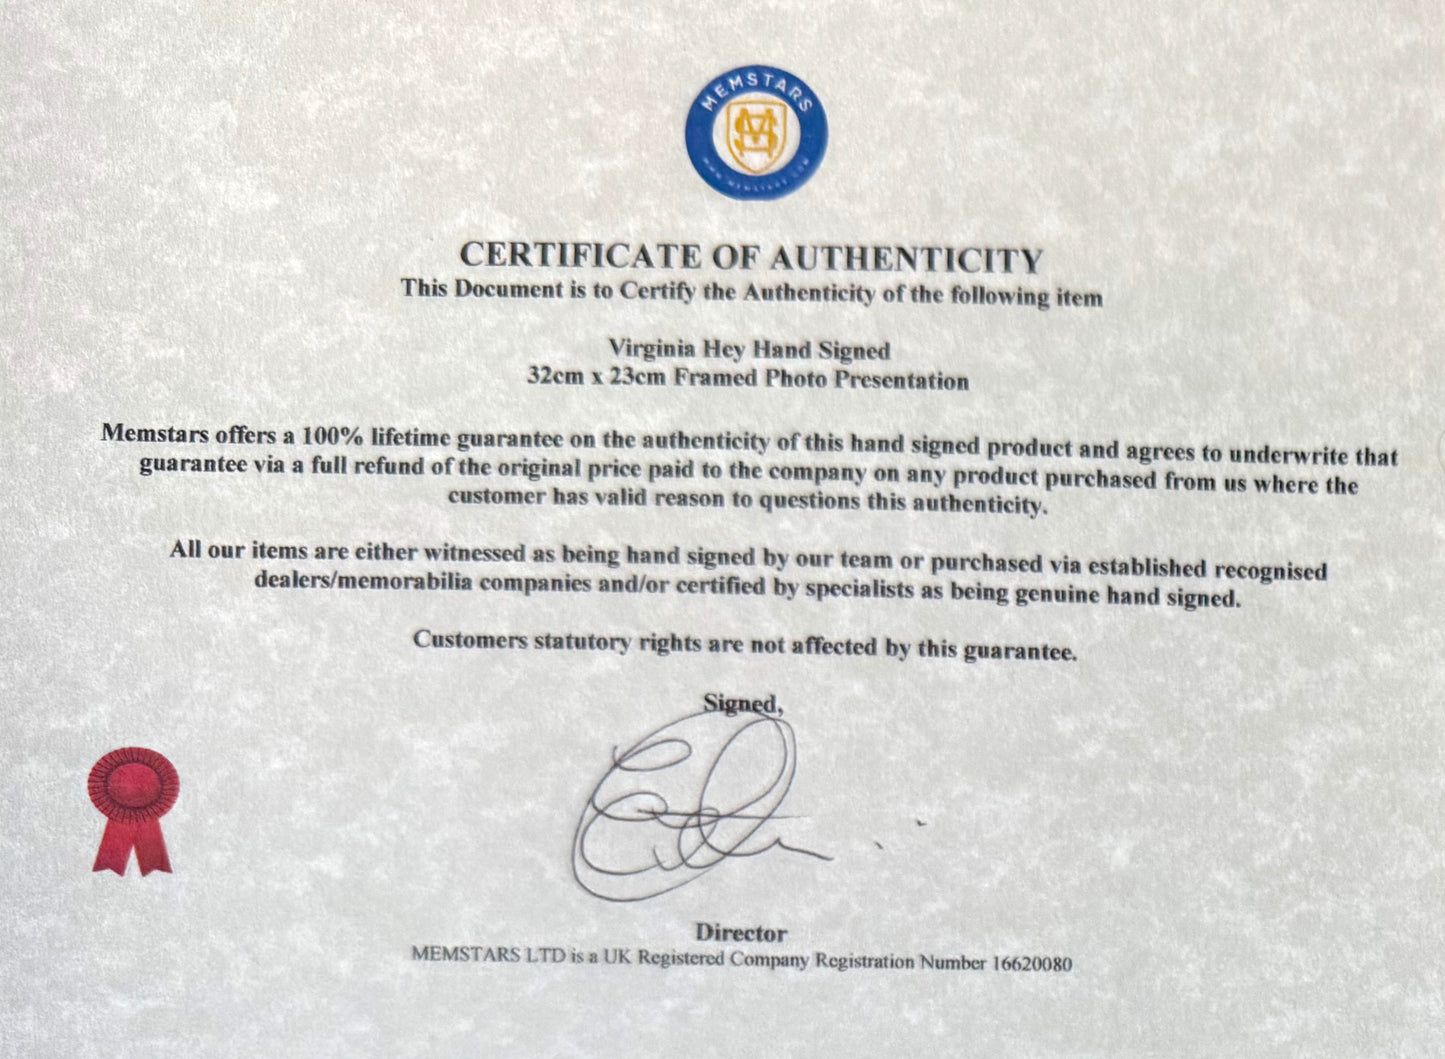 MEMSTARS
WWW.MEMSTARS.COM
CERTIFICATE OF AUTHENTICITY
This Document is to Certify the Authenticity of the following item
Virginia Hey Hand Signed
32cm x 23cm Framed Photo Presentation
Memstars offers a 100% lifetime guarantee on the authenticity of this hand signed product and agrees to underwrite that
guarantee via a full refund of the original price paid to the company on any product purchased from us where the
customer has valid reason to questions this authenticity.
All our items are either witnessed as being hand signed by our team or purchased via established recognised
dealers/memorabilia companies and/or certified by specialists as being genuine hand signed.
Customers statutory rights are not affected by this guarantee.
Signed,
Director
MEMSTARS LTD is a UK Registered Company Registration Number 16620080